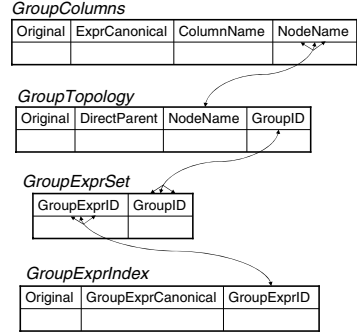 GroupColumns
Original ExprCanonical ColumnName NodeName
GroupTopology
Original DirectParent NodeName GroupID
GroupExprSet
GroupExprID GroupID
GroupExprIndex
Original GroupExprCanonical GroupExprID